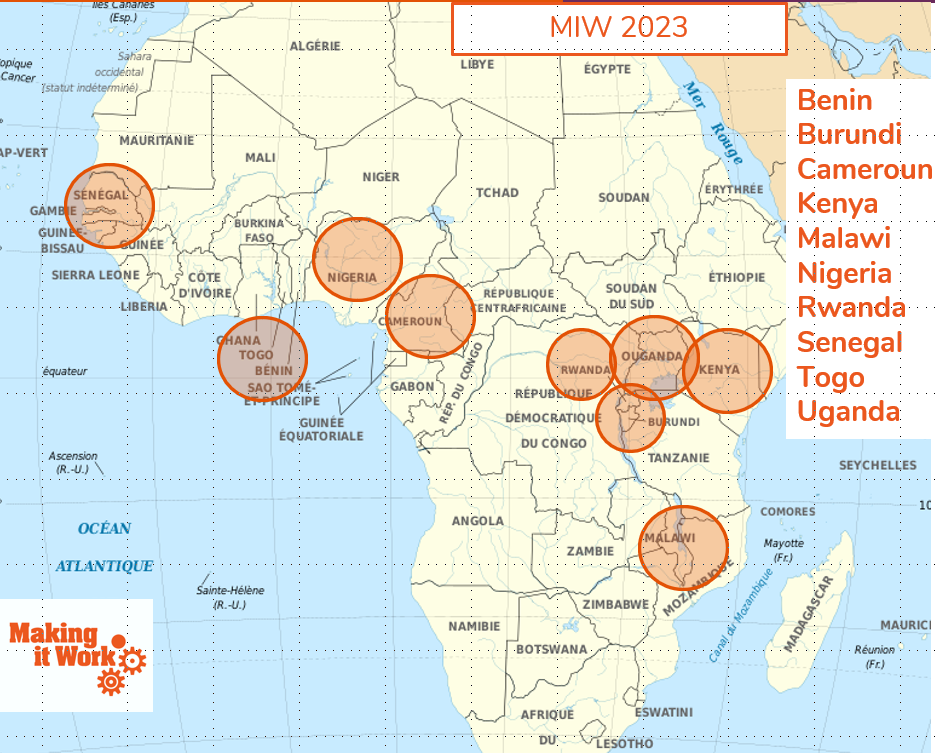 MIW 2023
îles Canaries
(Esp.)
ALGÉRIE
LIBYE
ÉGYPTE
Sahara
occidental
(statut indéterminé)
Mer
Rouge
Benin
Burundi
Cameroun
Kenya
Malawi
Nigeria
Rwanda
Senegal
Togo
Uganda
MAURITANIE
MALI
NIGER
TCHAD
SOUDAN
ÉRYTHRÉE
AP-VERT
SÉNÉGAL
GAMBIE
GUINÉE-
BISSAU
GUINÉE
BURKINA
FASO
NIGERIA
SIERRA LEONE
LIBERIA
CÔTE
D'IVOIRE
CAMEROUN
RÉPUBLIQUE
CENTRAFRICAINE
SOUDAN
DU SUD
ÉTHIOPIE
GHANA
TOGO
BÉNIN
SAO TOMÉ-
ET-PRINCIPE
GUINÉE
ÉQUATORIALE
GABON
RÉP. DU CONGO
RÉPUBLIQUE
DÉMOCRATIQUE
DU CONGO
RWANDA
OUGANDA
KENYA
BURUNDI
TANZANIE
équateur
Ascension
(R.-U.)
SEYCHELLES
10
COMORES
Mayotte
(Fr.)
ANGOLA
ZAMBIE
MALAWI
MOZAMBIQUE
Canal du Mozambique
MADAGASCAR
OCÉAN
ATLANTIQUE
Sainte-Hélène
(R.-U.)
ZIMBABWE
NAMIBIE
BOTSWANA
MAURICI
Réunion
(Fr.)
Making
it Work
AFRIQUE
DU
ESWATINI
LESOTHO